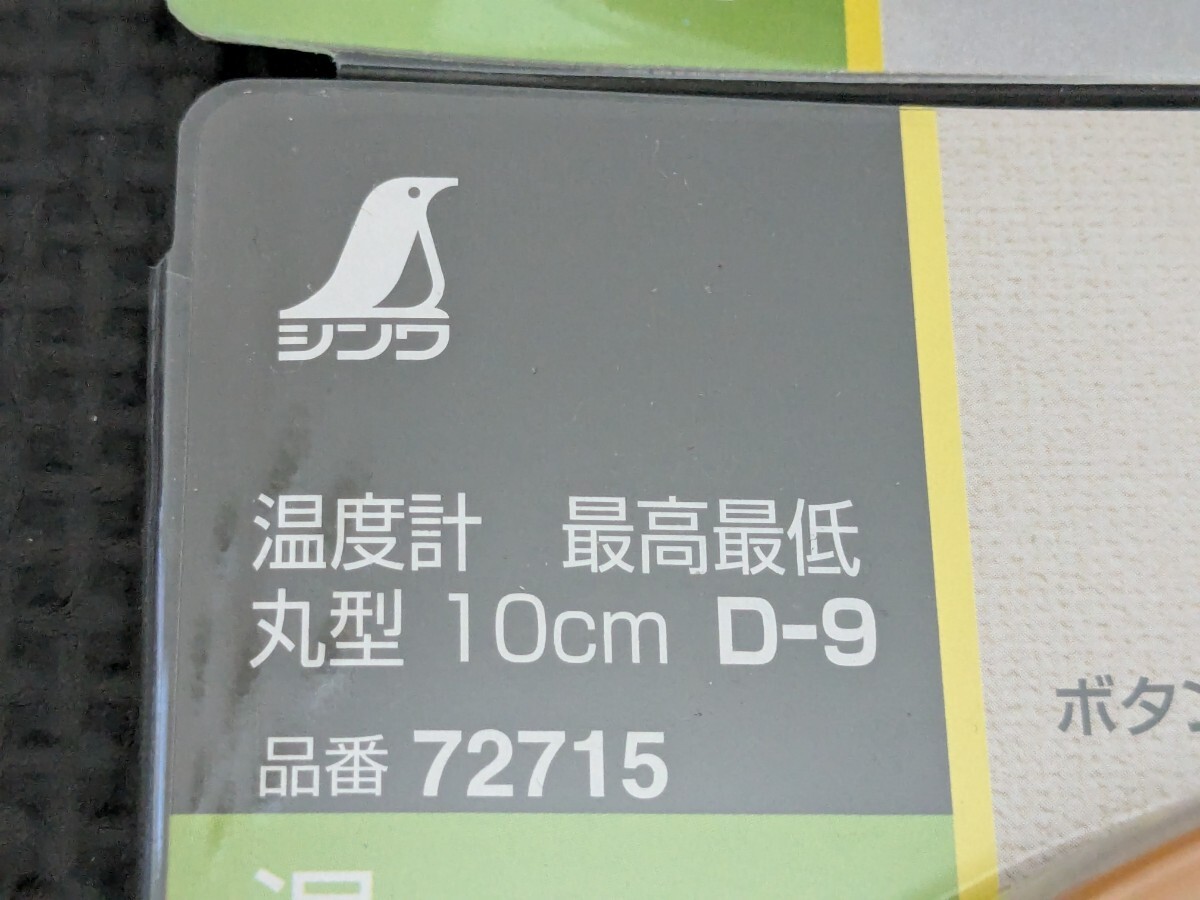 シンワ
温度計　最高最低
丸型 10cm D-9
品番 72715
ボタン